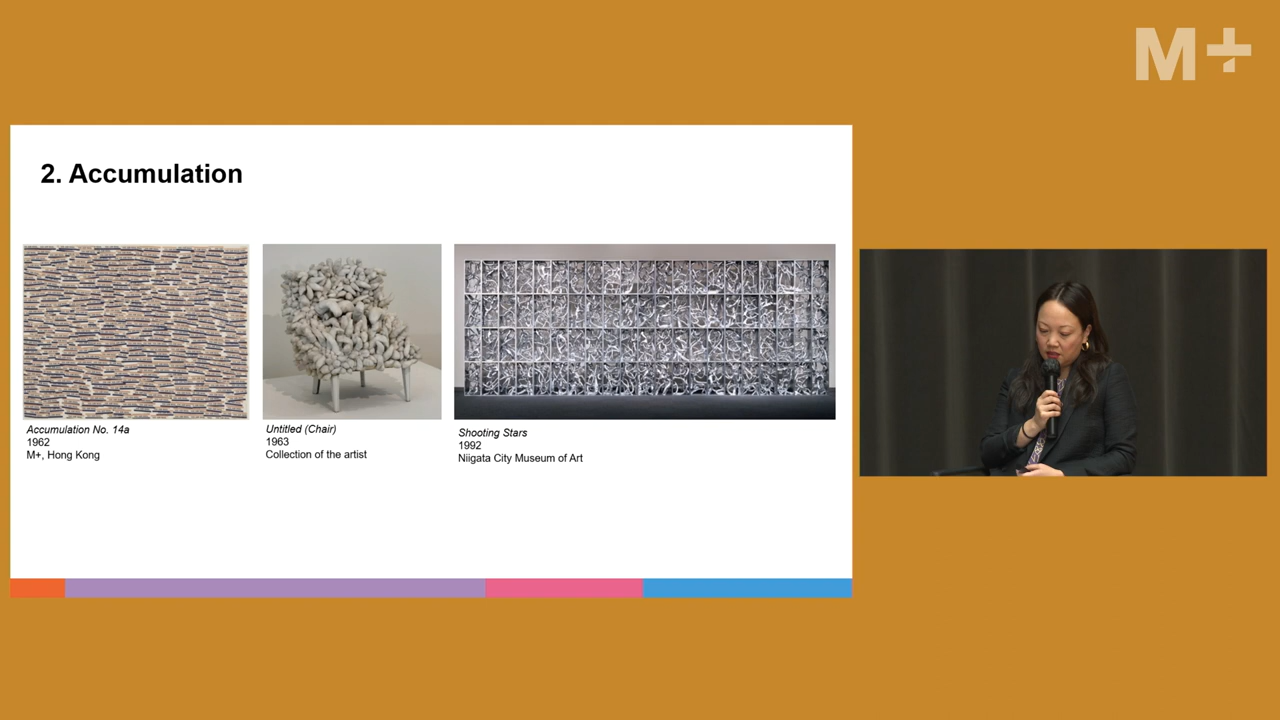 M+
2. Accumulation
Accumulation No. 14a
1962
M+, Hong Kong
Untitled (Chair)
1963
Collection of the artist
Shooting Stars
1992
Niigata City Museum of Art